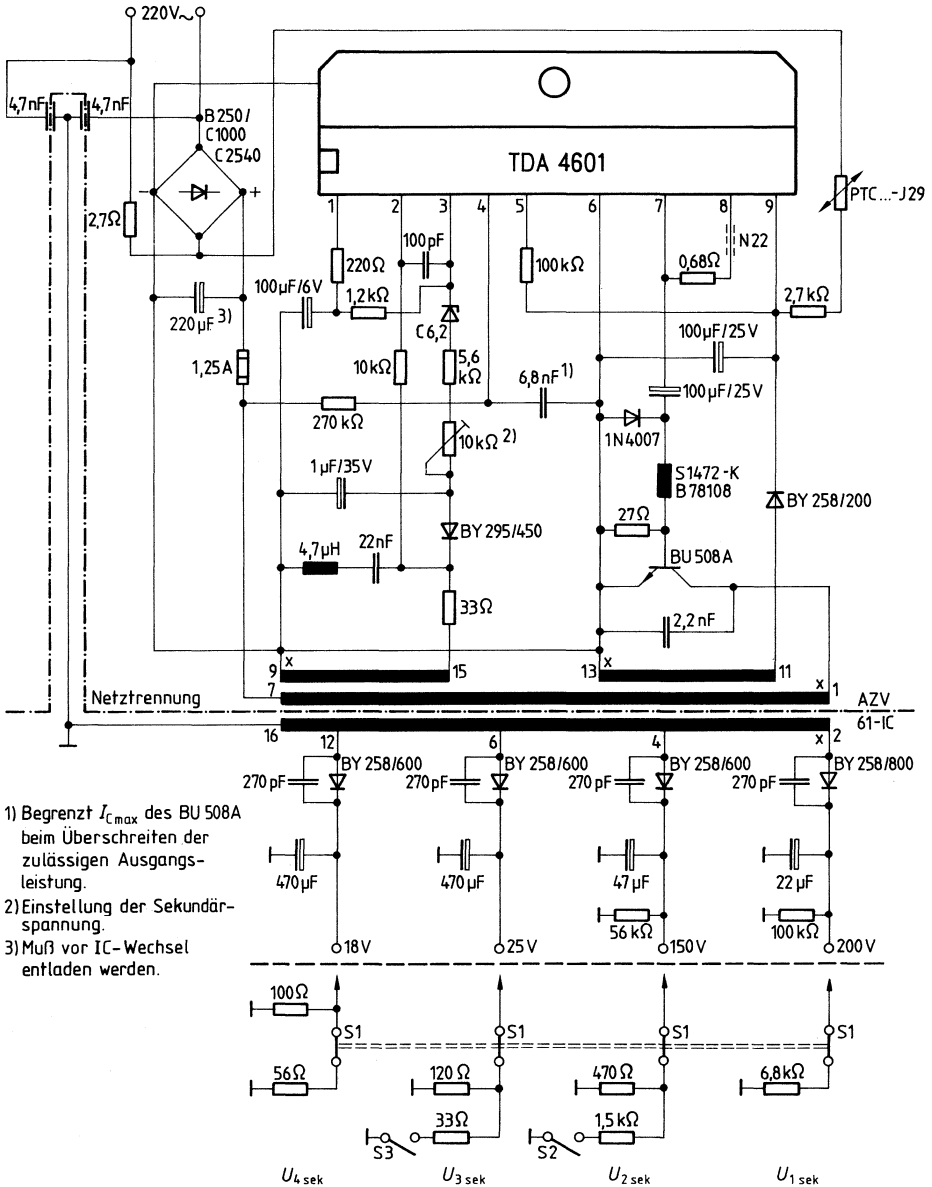 220V~
4,7nF
4,7nF
B250/
C1000
C2540
-
+
TDA 4601
1
2
3
4
5
6
7
8
9
PTC...-J29
2,7Ω
N22
100pF
220Ω
100kΩ
0,68Ω
100µF/6V
1,2kΩ
2,7kΩ
220µF 3)
C6,2
100µF/25V
1,25A
10kΩ
5,6
kΩ
6,8nF 1)
100µF/25V
270kΩ
1N4007
10kΩ 2)
1µF/35V
S1472-K
B78108
BY 258/200
27Ω
BY 295/450
4,7µH
22nF
BU 508A
33Ω
2,2nF
9
x
15
13
x
11
7
x
1
Netztrennung
AZV
61-IC
16
12
6
4
x
2
BY 258/600
BY 258/600
BY 258/600
BY 258/800
270pF
270pF
270pF
270pF
1) Begrenzt ICmax des BU 508A
beim Überschreiten der
zulässigen Ausgangs-
leistung.
2) Einstellung der Sekundär-
spannung.
3) Muß vor IC-Wechsel
entladen werden.
470µF
470µF
47µF
22µF
56kΩ
100kΩ
18V
25V
150V
200V
100Ω
S1
S1
S1
S1
56Ω
120Ω
470Ω
6,8kΩ
33Ω
1,5kΩ
S3
S2
U4 sek
U3 sek
U2 sek
U1 sek